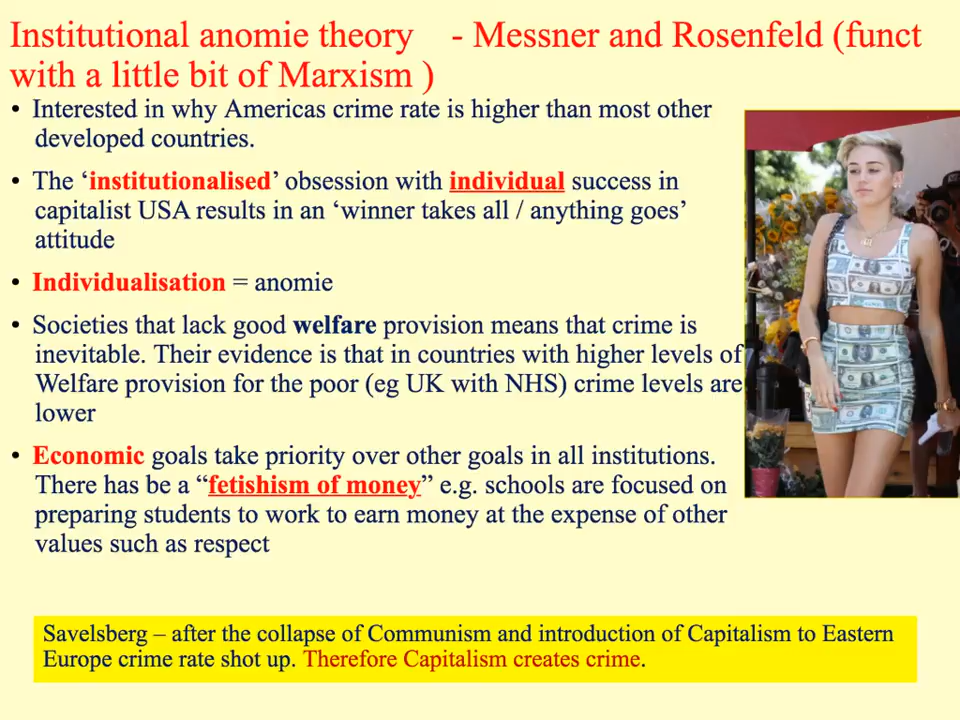 Institutional anomie theory - Messner and Rosenfeld (funct
with a little bit of Marxism )
• Interested in why Americas crime rate is higher than most other
developed countries.
• The ‘institutionalised’ obsession with individual success in
capitalist USA results in an ‘winner takes all / anything goes’
attitude
• Individualisation = anomie
• Societies that lack good welfare provision means that crime is
inevitable. Their evidence is that in countries with higher levels of
Welfare provision for the poor (eg UK with NHS) crime levels are
lower
• Economic goals take priority over other goals in all institutions.
There has be a “fetishism of money” e.g. schools are focused on
preparing students to work to earn money at the expense of other
values such as respect
Savelsberg – after the collapse of Communism and introduction of Capitalism to Eastern
Europe crime rate shot up. Therefore Capitalism creates crime.